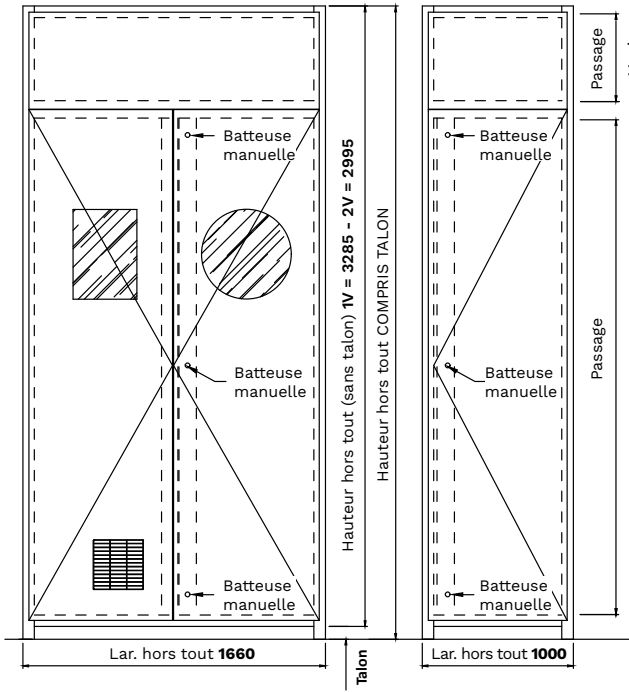 Batteuse
manuelle
Batteuse
manuelle
Batteuse
manuelle
Hauteur hors tout (sans talon) 1V = 3285 - 2V = 2995
Hauteur hors tout COMPRIS TALON
Batteuse
manuelle
Batteuse
manuelle
Batteuse
manuelle
Passage
Passage
Lar. hors tout 1660
Talon
Lar. hors tout 1000